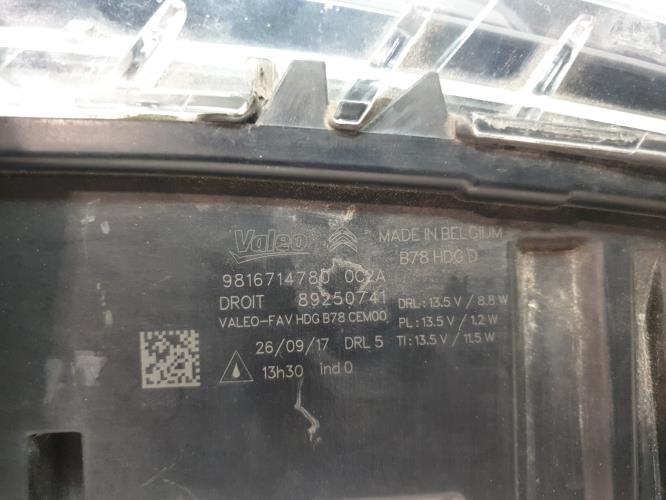 Valeo
MADE IN BELGIUM
B78 HDG D
9816714780 0C2A
DROIT 89250741
VALEO-FAV HDG B78 CEM00
DRL : 13.5 V / 8.8 W
PL : 13.5 V / 1.2 W
TI : 13.5 V / 11.5 W
26/09/17 DRL 5
13h30 ind 0